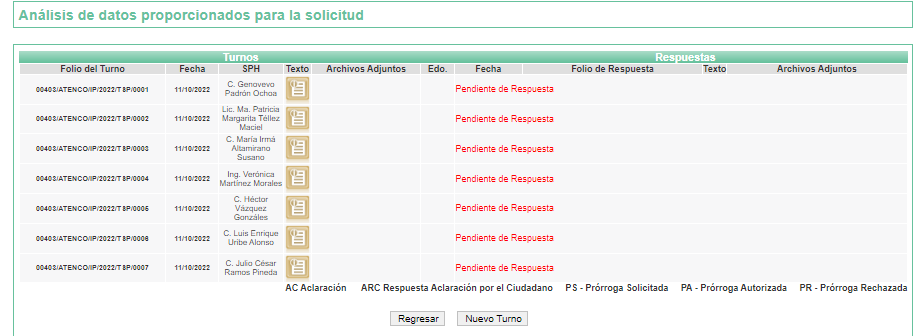 Análisis de datos proporcionados para la solicitud
Turnos Respuestas
Folio del Turno Fecha SPH Texto Archivos Adjuntos Edo. Fecha Folio de Respuesta Texto Archivos Adjuntos
00403/ATENCO/IP/2022/TSP/0001 11/10/2022 C. Genovevo Padrón Ochoa Pendiente de Respuesta
00403/ATENCO/IP/2022/TSP/0002 11/10/2022 Lic. Ma. Patricia Margarita Téllez Maciel Pendiente de Respuesta
00403/ATENCO/IP/2022/TSP/0003 11/10/2022 C. María Irmá Altamirano Susano Pendiente de Respuesta
00403/ATENCO/IP/2022/TSP/0004 11/10/2022 Ing. Verónica Martínez Morales Pendiente de Respuesta
00403/ATENCO/IP/2022/TSP/0005 11/10/2022 C. Héctor Vázquez Gonzáles Pendiente de Respuesta
00403/ATENCO/IP/2022/TSP/0006 11/10/2022 C. Luis Enrique Uribe Alonso Pendiente de Respuesta
00403/ATENCO/IP/2022/TSP/0007 11/10/2022 C. Julio César Ramos Pineda Pendiente de Respuesta
AC Aclaración ARC Respuesta Aclaración por el Ciudadano PS - Prórroga Solicitada PA - Prórroga Autorizada PR - Prórroga Rechazada
Regresar Nuevo Turno